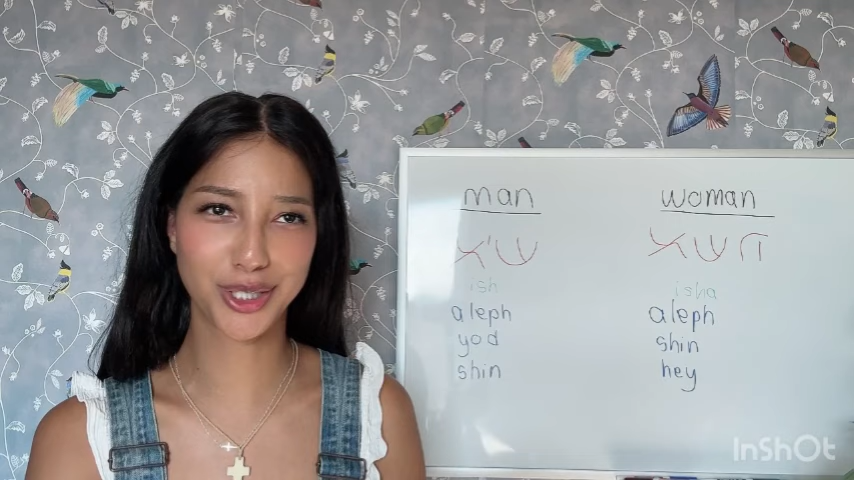 man
איש
ish
aleph
yod
shin
woman
אשה
isha
aleph
shin
hey
InShOt